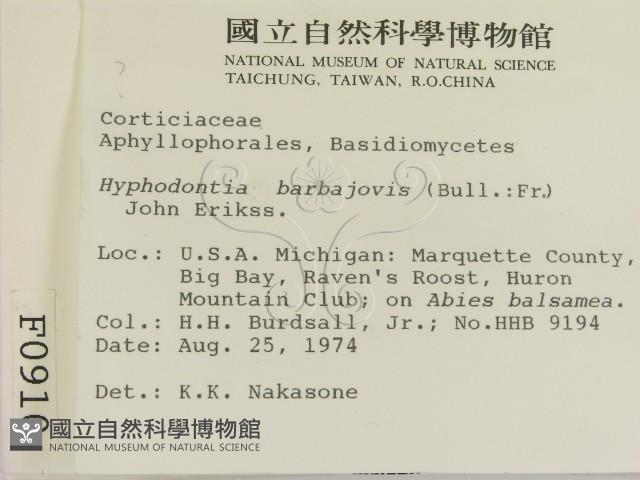 國立自然科學博物館
NATIONAL MUSEUM OF NATURAL SCIENCE
TAICHUNG, TAIWAN, R.O.CHINA
Corticiaceae
Aphyllophorales, Basidiomycetes
Hyphodontia barbajovis (Bull.:Fr.)
John Erikss.
Loc.: U.S.A. Michigan: Marquette County,
Big Bay, Raven's Roost, Huron
Mountain Club; on Abies balsamea.
Col.: H.H. Burdsall, Jr.; No.HHB 9194
Date: Aug. 25, 1974
Det.: K.K. Nakasone
國立自然科學博物館
NATIONAL MUSEUM OF NATURAL SCIENCE